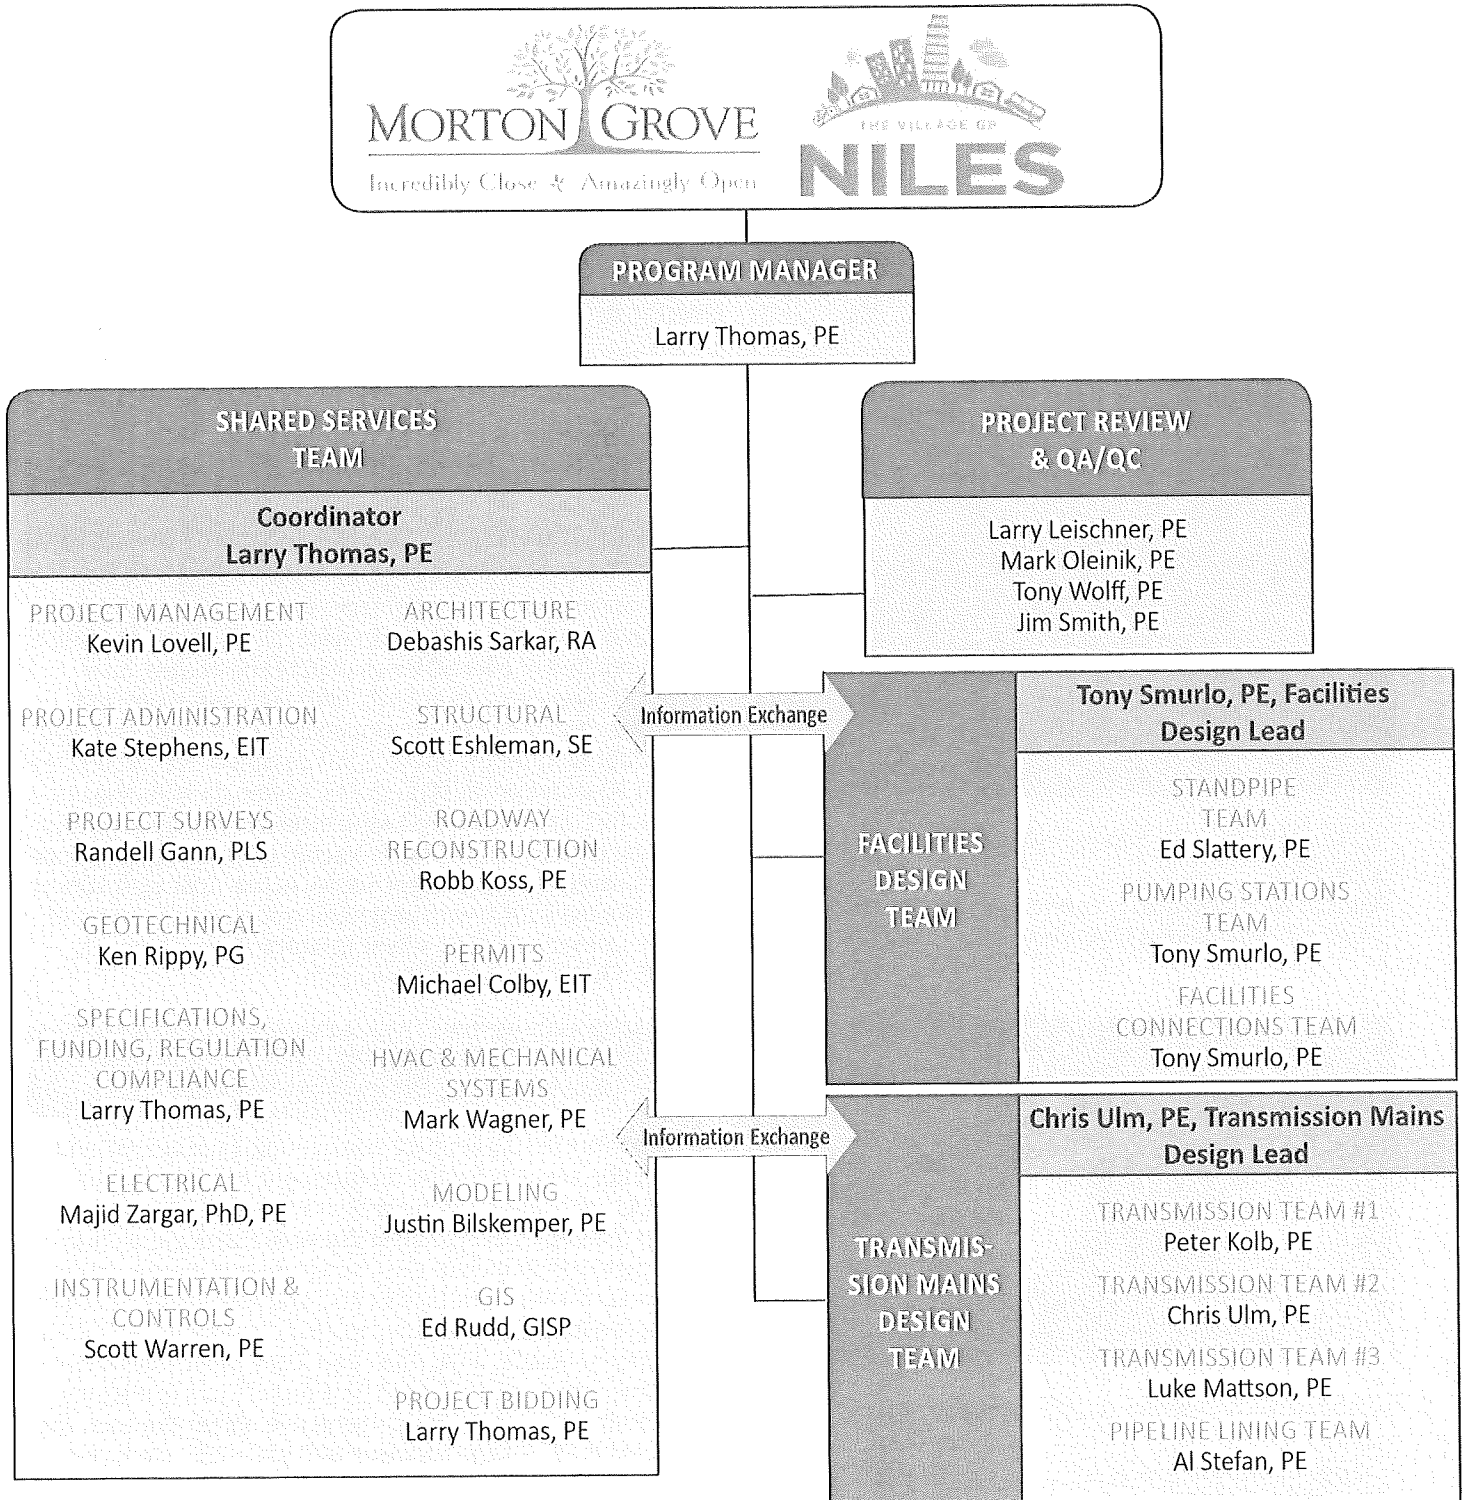 MORTON GROVE
Incredibly Close & Amazingly Open
THE VILLAGE OF
NILES
PROGRAM MANAGER
Larry Thomas, PE
SHARED SERVICES
TEAM
Coordinator
Larry Thomas, PE
PROJECT MANAGEMENT
Kevin Lovell, PE
PROJECT ADMINISTRATION
Kate Stephens, EIT
PROJECT SURVEYS
Randell Gann, PLS
GEOTECHNICAL
Ken Rippy, PG
SPECIFICATIONS,
FUNDING, REGULATION
COMPLIANCE
Larry Thomas, PE
ELECTRICAL
Majid Zargar, PhD, PE
INSTRUMENTATION &
CONTROLS
Scott Warren, PE
ARCHITECTURE
Debashis Sarkar, RA
STRUCTURAL
Scott Eshleman, SE
ROADWAY
RECONSTRUCTION
Robb Koss, PE
PERMITS
Michael Colby, EIT
HVAC & MECHANICAL
SYSTEMS
Mark Wagner, PE
MODELING
Justin Bilskemper, PE
GIS
Ed Rudd, GISP
PROJECT BIDDING
Larry Thomas, PE
PROJECT REVIEW
& QA/QC
Larry Leischner, PE
Mark Oleinik, PE
Tony Wolff, PE
Jim Smith, PE
Information Exchange
FACILITIES
DESIGN
TEAM
Tony Smurlo, PE, Facilities
Design Lead
STANDPIPE
TEAM
Ed Slattery, PE
PUMPING STATIONS
TEAM
Tony Smurlo, PE
FACILITIES
CONNECTIONS TEAM
Tony Smurlo, PE
Information Exchange
TRANSMIS-
SION MAINS
DESIGN
TEAM
Chris Ulm, PE, Transmission Mains
Design Lead
TRANSMISSION TEAM #1
Peter Kolb, PE
TRANSMISSION TEAM #2
Chris Ulm, PE
TRANSMISSION TEAM #3
Luke Mattson, PE
PIPELINE LINING TEAM
Al Stefan, PE